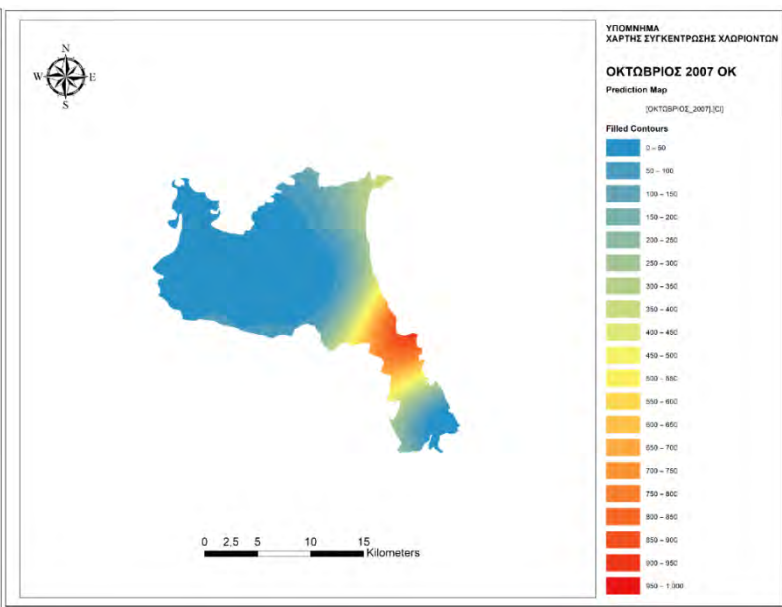 ΥΠΟΜΝΗΜΑ
ΧΑΡΤΗΣ ΣΥΓΚΕΝΤΡΩΣΗΣ ΧΛΩΡΙΟΝΤΩΝ
ΟΚΤΩΒΡΙΟΣ 2007 OK
Prediction Map
[ΟΚΤΩΒΡΙΟΣ_2007].[Cl]
Filled Contours
0 – 50
50 – 100
100 – 150
150 – 200
200 – 250
250 – 300
300 – 350
350 – 400
400 – 450
450 – 500
500 – 550
550 – 600
600 – 650
650 – 700
700 – 750
750 – 800
800 – 850
850 – 900
900 – 950
950 – 1,000
N
W E
S
0 2,5 5 10 15
Kilometers